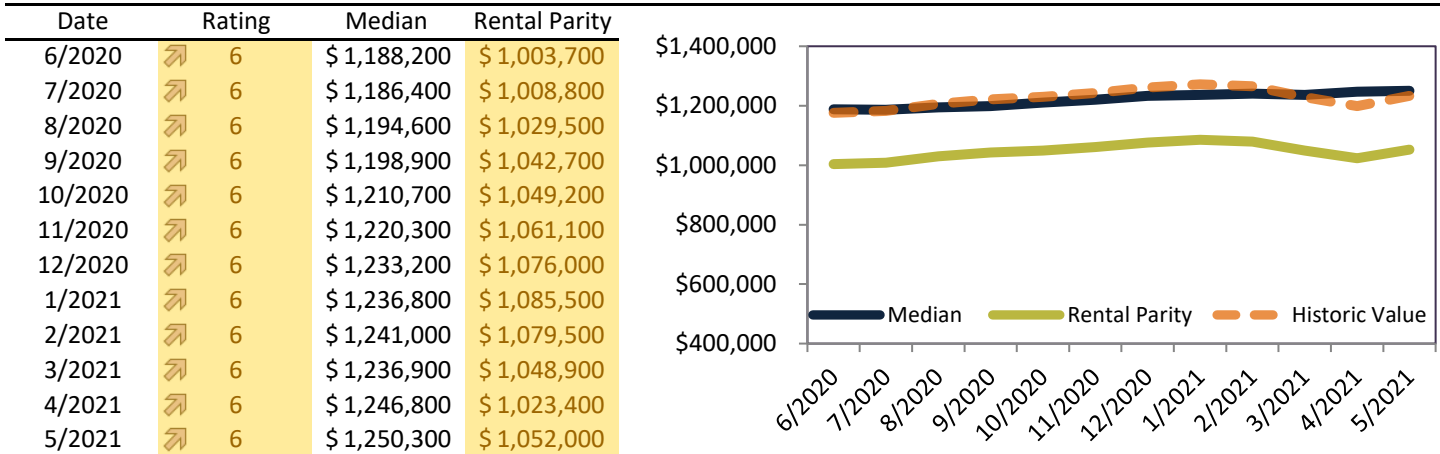 Date Rating Median Rental Parity
6/2020 6 $ 1,188,200 $ 1,003,700
7/2020 6 $ 1,186,400 $ 1,008,800
8/2020 6 $ 1,194,600 $ 1,029,500
9/2020 6 $ 1,198,900 $ 1,042,700
10/2020 6 $ 1,210,700 $ 1,049,200
11/2020 6 $ 1,220,300 $ 1,061,100
12/2020 6 $ 1,233,200 $ 1,076,000
1/2021 6 $ 1,236,800 $ 1,085,500
2/2021 6 $ 1,241,000 $ 1,079,500
3/2021 6 $ 1,236,900 $ 1,048,900
4/2021 6 $ 1,246,800 $ 1,023,400
5/2021 6 $ 1,250,300 $ 1,052,000
$1,400,000
$1,200,000
$1,000,000
$800,000
$600,000
$400,000
Median Rental Parity Historic Value
6/2020 7/2020 8/2020 9/2020 10/2020 11/2020 12/2020 1/2021 2/2021 3/2021 4/2021 5/2021